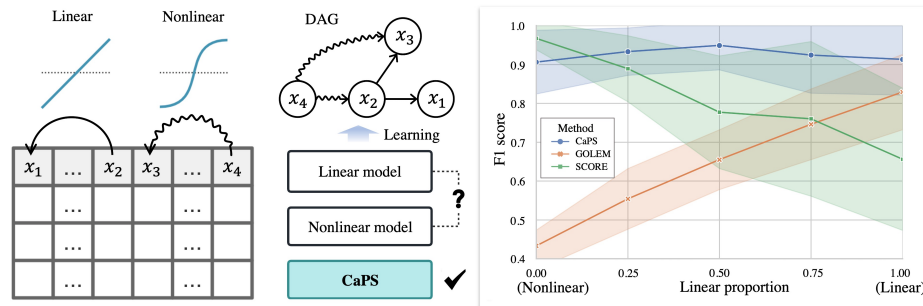 Linear
Nonlinear
x₁ ... x₂ x₃ ... x₄
... ...
... ...
... ...
DAG
x₃
x₄ x₂ x₁
Learning
Linear model
?
Nonlinear model
CaPS ✓
1.0
0.9
0.8
0.7
0.6
0.5
0.4
F1 score
Method
CaPS
GOLEM
SCORE
0.00 0.25 0.50 0.75 1.00
(Nonlinear) Linear proportion (Linear)